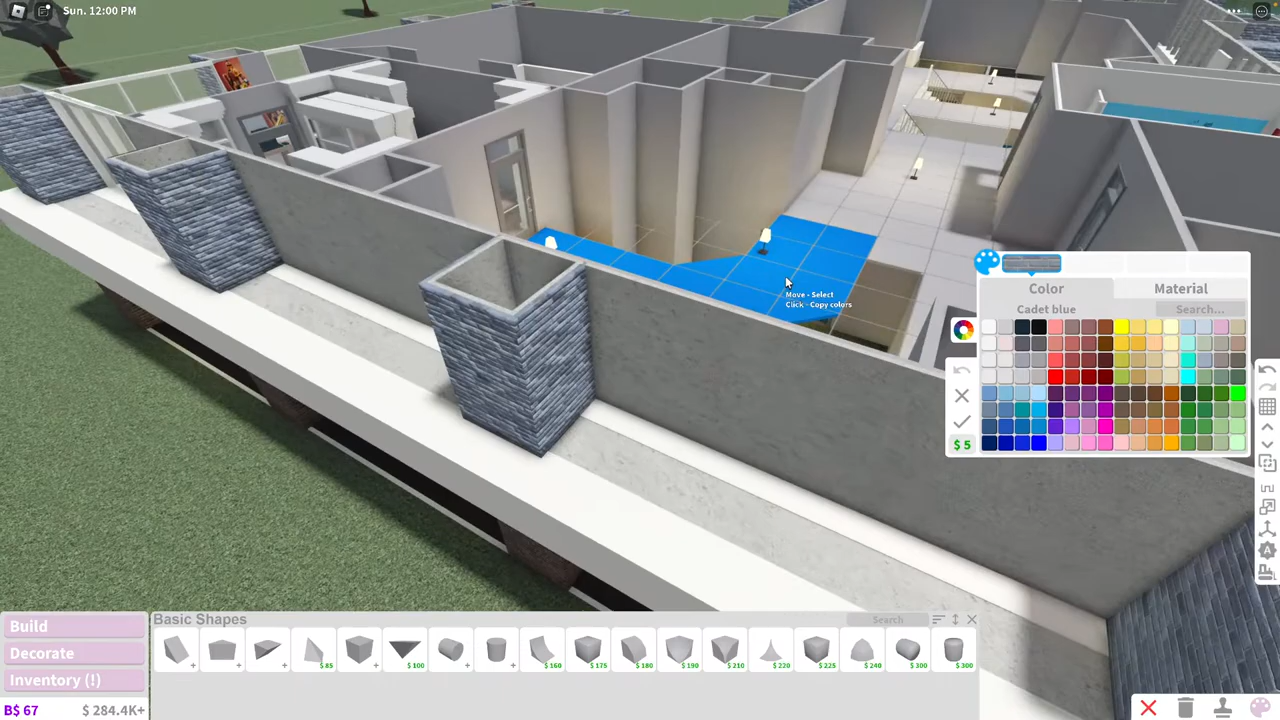 Sun. 12:00 PM
Move - Select
Click - Copy colors
Color
Material
Cadet blue
Search...
$ 5
Basic Shapes
Search
$ 85
$ 100
$ 160
$ 175
$ 180
$ 190
$ 210
$ 220
$ 225
$ 240
$ 300
$ 300
Build
Decorate
Inventory (!)
B$ 67
$ 284.4K+